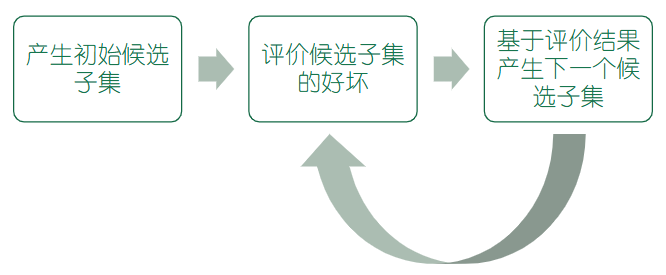 产生初始候选
子集
评价候选子集
的好坏
基于评价结果
产生下一个候
选子集